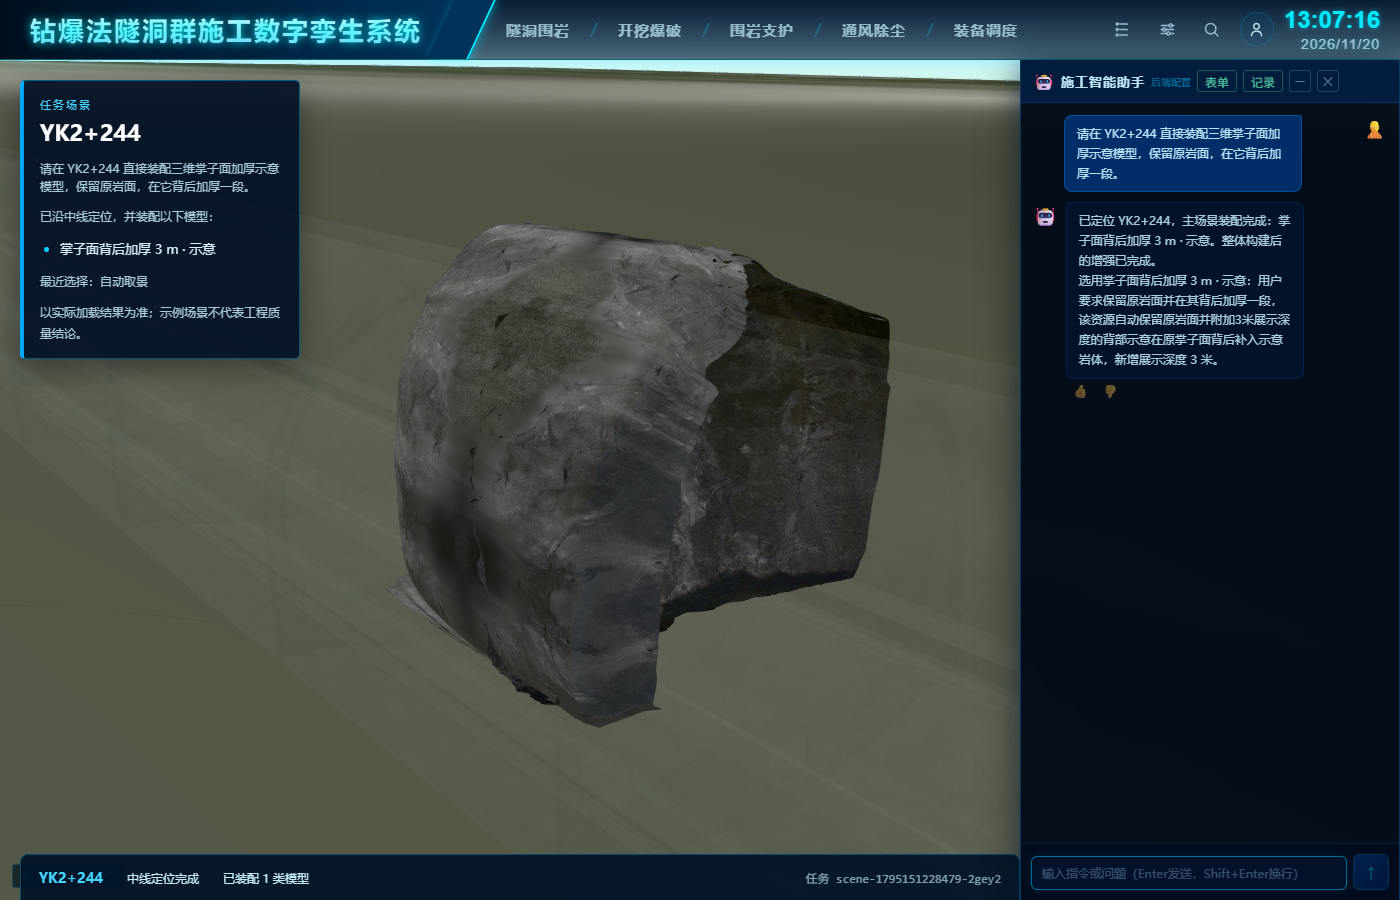 钻爆法隧洞群施工数字孪生系统
隧洞围岩 / 开挖爆破 / 围岩支护 / 通风除尘 / 装备调度
13:07:16
2026/11/20
任务场景
YK2+244
请在 YK2+244 直接装配三维掌子面加厚示意
模型，保留原岩面，在它背后加厚一段。
已沿中线定位，并装配以下模型：
掌子面背后加厚 3 m · 示意
最近选择：自动取景
以实际加载结果为准；示例场景不代表工程质
量结论。
施工智能助手 后端配置 表单 记录
请在 YK2+244 直接装配三维掌子面加
厚示意模型，保留原岩面，在它背后加
厚一段。
已定位 YK2+244，主场景装配完成：掌
子面背后加厚 3 m · 示意。整体构建后
的增强已完成。
选用掌子面背后加厚 3 m · 示意：用户
要求保留原岩面并在其背后加厚一段，
该资源自动保留原岩面并附加3米展示深
度的背部示意在原掌子面背后补入示意
岩体，新增展示深度 3 米。
YK2+244 中线定位完成 已装配 1 类模型
任务 scene-1795151228479-2gey2
输入指令或问题（Enter发送，Shift+Enter换行）